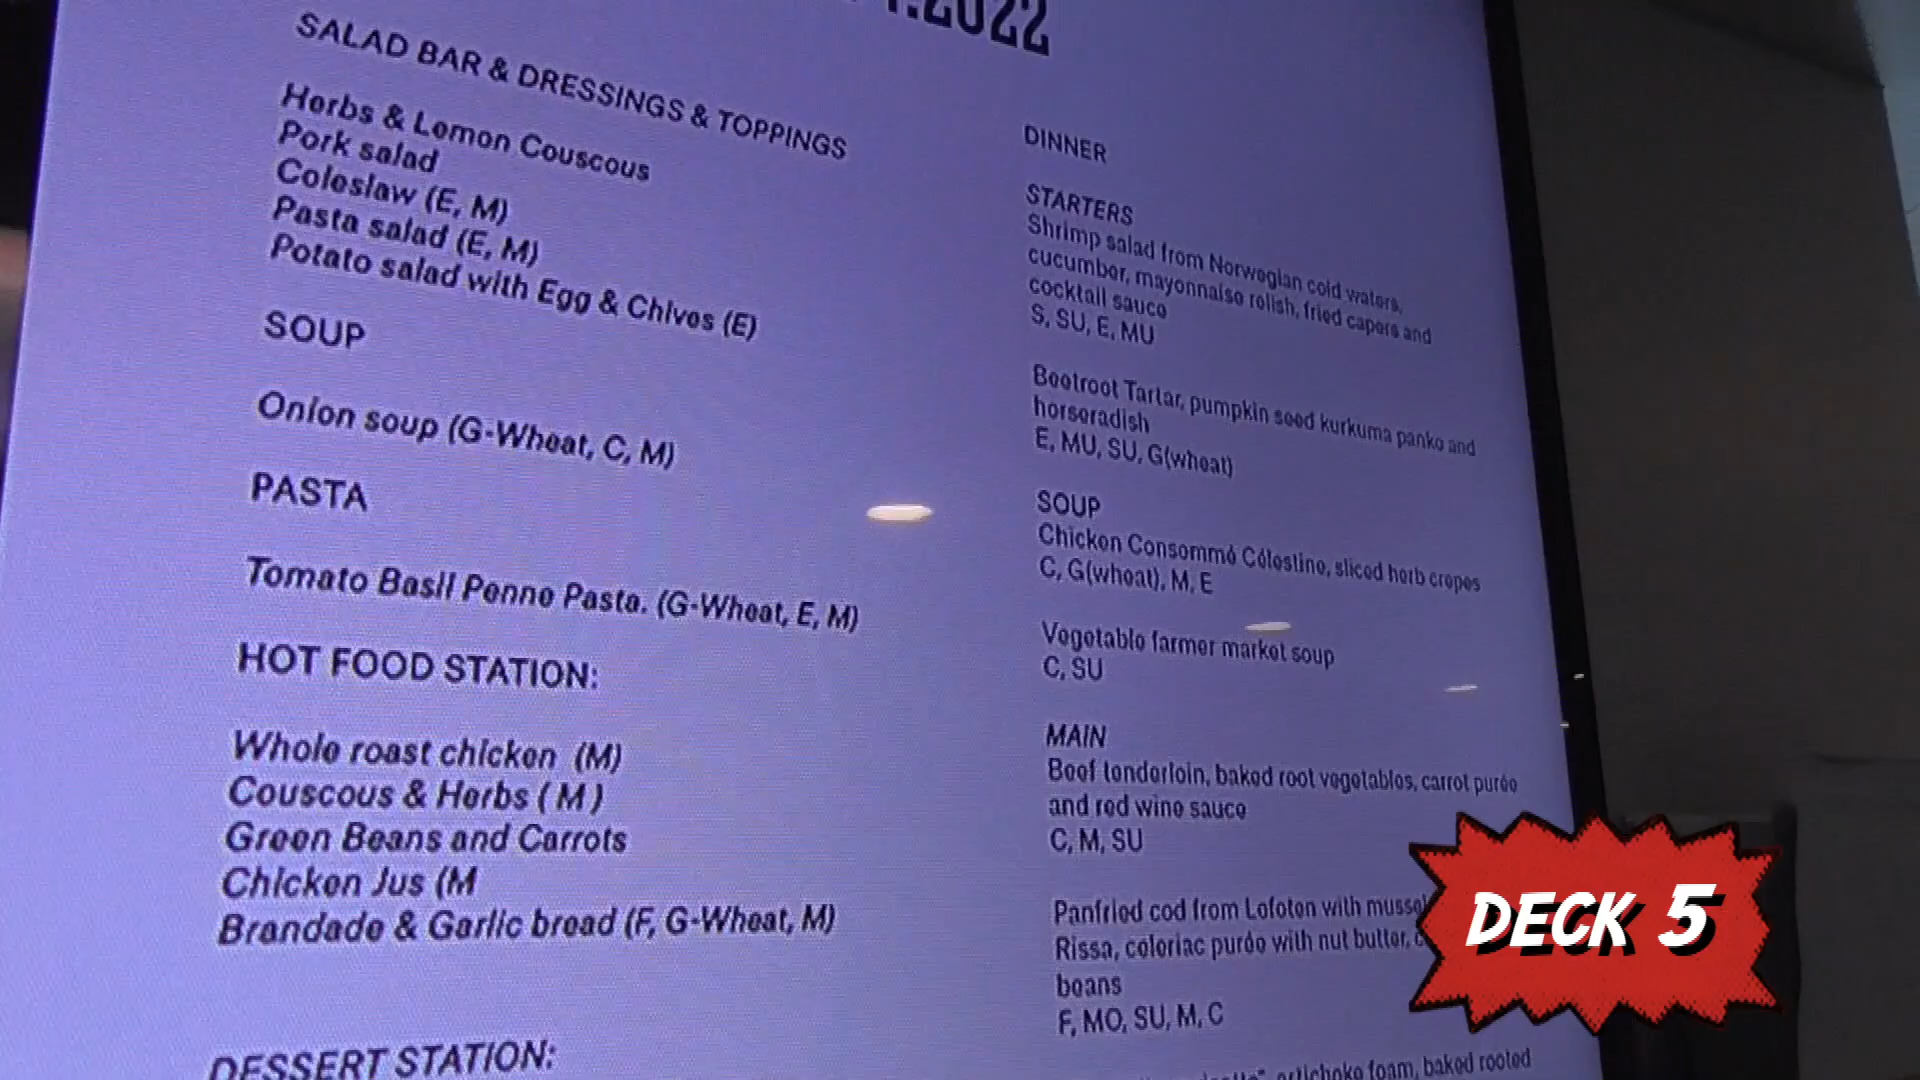 .2022
SALAD BAR & DRESSINGS & TOPPINGS
Herbs & Lemon Couscous
Pork salad
Coleslaw (E, M)
Pasta salad (E, M)
Potato salad with Egg & Chives (E)
SOUP
Onion soup (G-Wheat, C, M)
PASTA
Tomato Basil Penne Pasta. (G-Wheat, E, M)
HOT FOOD STATION:
Whole roast chicken (M)
Couscous & Herbs ( M )
Green Beans and Carrots
Chicken Jus (M
Brandade & Garlic bread (F, G-Wheat, M)
DESSERT STATION:
DINNER
STARTERS
Shrimp salad from Norwegian cold waters,
cucumber, mayonnaise relish, fried capers and
cocktail sauce
S, SU, E, MU
Beetroot Tartar, pumpkin seed kurkuma panko and
horseradish
E, MU, SU, G(wheat)
SOUP
Chicken Consommé Célestine, sliced herb crepes
C, G(wheat), M, E
Vegetable farmer market soup
C, SU
MAIN
Beef tenderloin, baked root vegetables, carrot purée
and red wine sauce
C, M, SU
Panfried cod from Lofoten with mussel
Rissa, celeriac purée with nut butter,
beans
F, MO, SU, M, C
artichoke foam, baked rooted
DECK 5